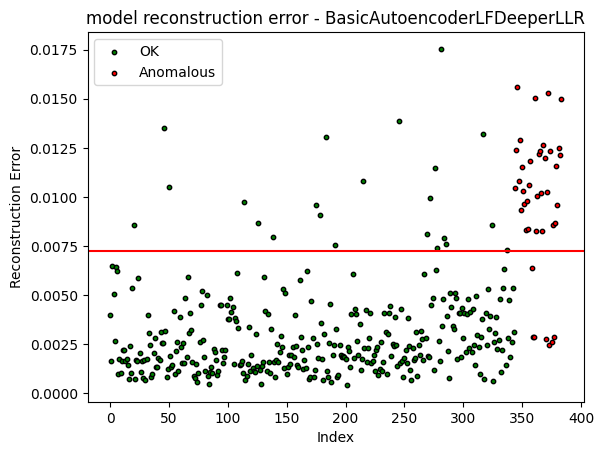 model reconstruction error - BasicAutoencoderLFDeeperLLR
OK
Anomalous
Reconstruction Error
0.0175
0.0150
0.0125
0.0100
0.0075
0.0050
0.0025
0.0000
0 50 100 150 200 250 300 350 400
Index